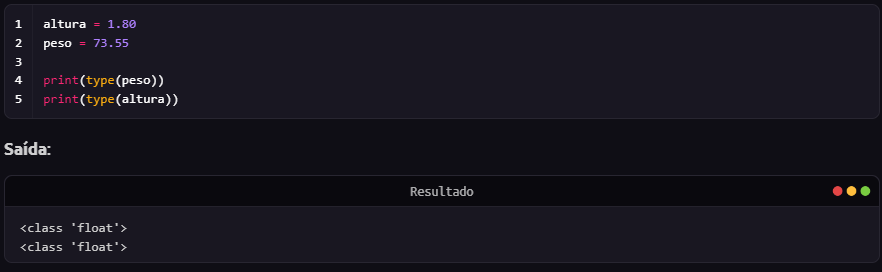 1 altura = 1.80
2 peso = 73.55
3
4 print(type(peso))
5 print(type(altura))
Saída:
Resultado
<class 'float'>
<class 'float'>